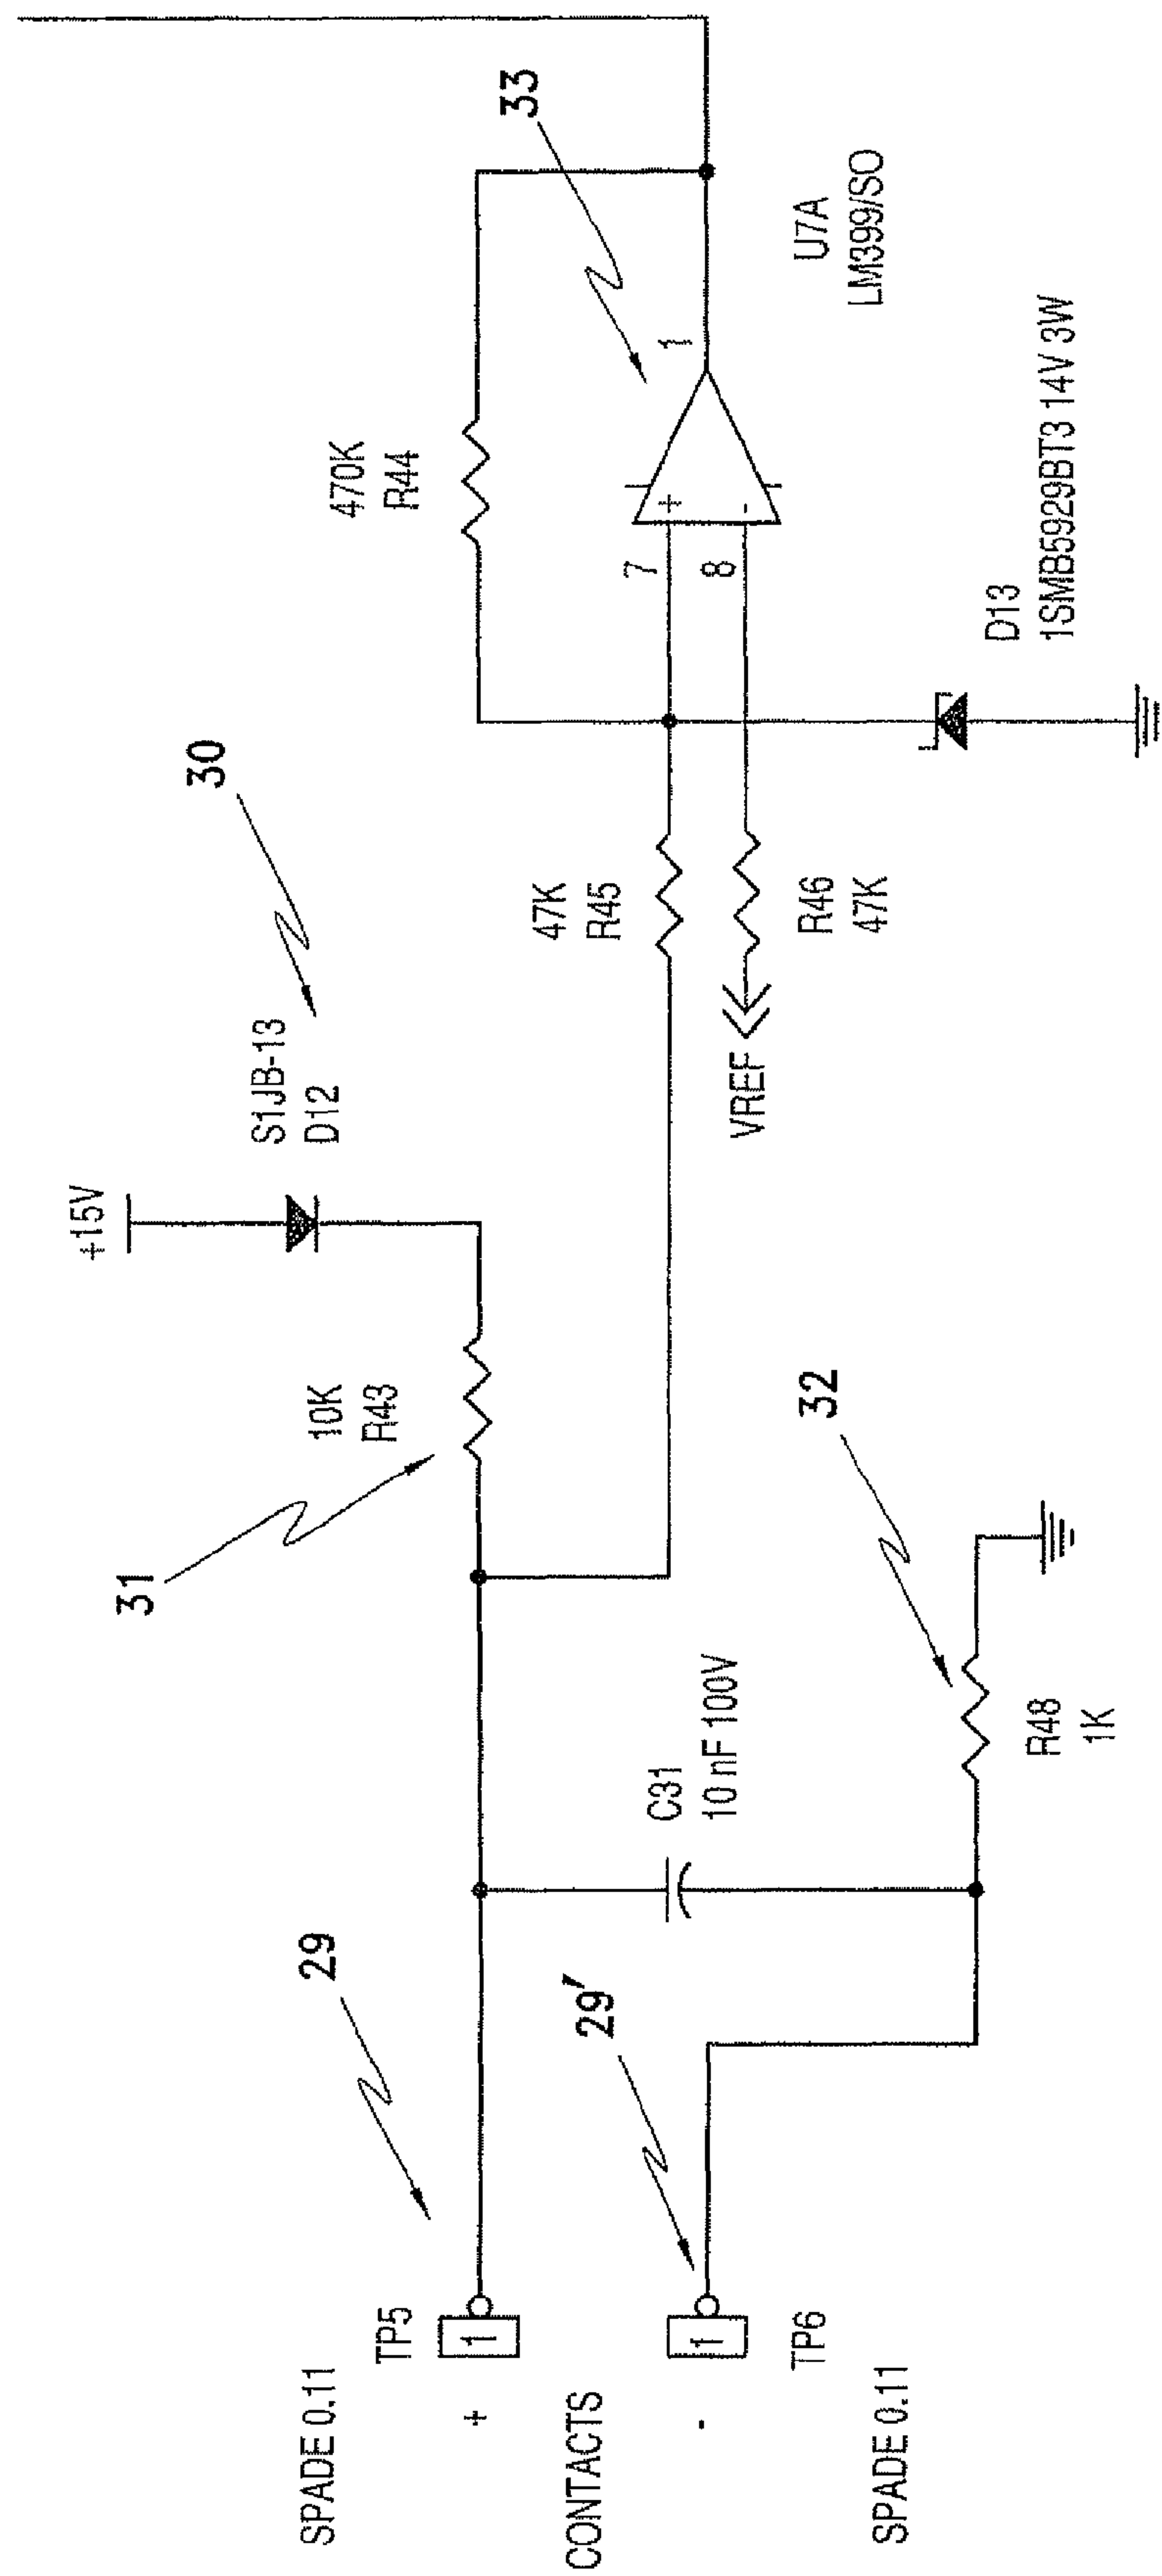 SPADE 0.11
TP5
+
1
CONTACTS
1
-
TP6
SPADE 0.11
29
29'
C31
10 nF 100V
31
10K
R43
+15V
S1JB-13
D12
30
32
R48
1K
VREF
47K
R45
R46
47K
470K
R44
7
8
+
-
1
33
U7A
LM399/SO
D13
1SMB5929BT3 14V 3W